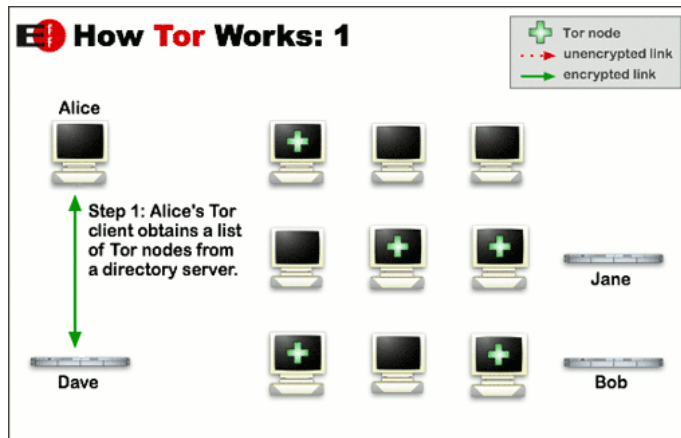 EFF How Tor Works: 1
Tor node
unencrypted link
encrypted link
Alice
Step 1: Alice's Tor
client obtains a list
of Tor nodes from
a directory server.
Jane
Dave
Bob